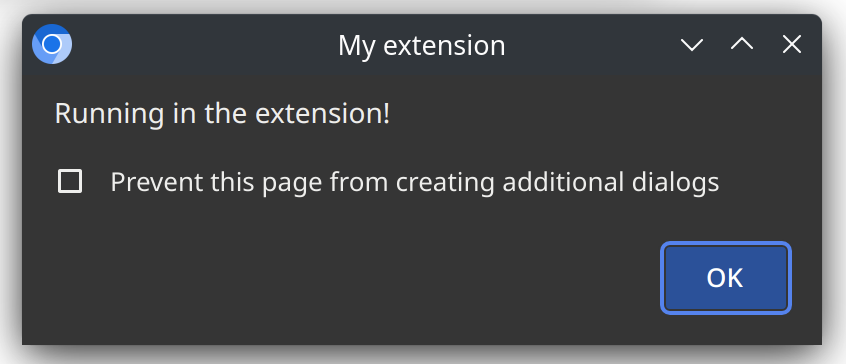 My extension
Running in the extension!
Prevent this page from creating additional dialogs
OK